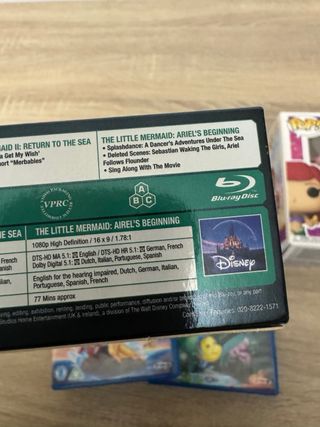 MAID II: RETURN TO THE SEA
a Get My Wish'
ort "Merbabies"
THE LITTLE MERMAID: ARIEL'S BEGINNING
• Splashdance: A Dancer's Adventures Under The Sea
• Deleted Scenes: Sebastian Waking The Girls, Ariel
Follows Flounder
• Sing Along With The Movie
VPRC
A
B C
Blu-ray Disc
THE SEA
THE LITTLE MERMAID: AIREL'S BEGINNING
1080p High Definition / 16 x 9 / 1.78:1
French
DTS-HD MA 5.1: English / DTS-HD HR 5.1: German, French
Dolby Digital 5.1: Dutch, Italian, Portuguese, Spanish
English for the hearing impaired, Dutch, German, Italian,
Portuguese, Spanish, French
77 Mins approx
Disney
POP